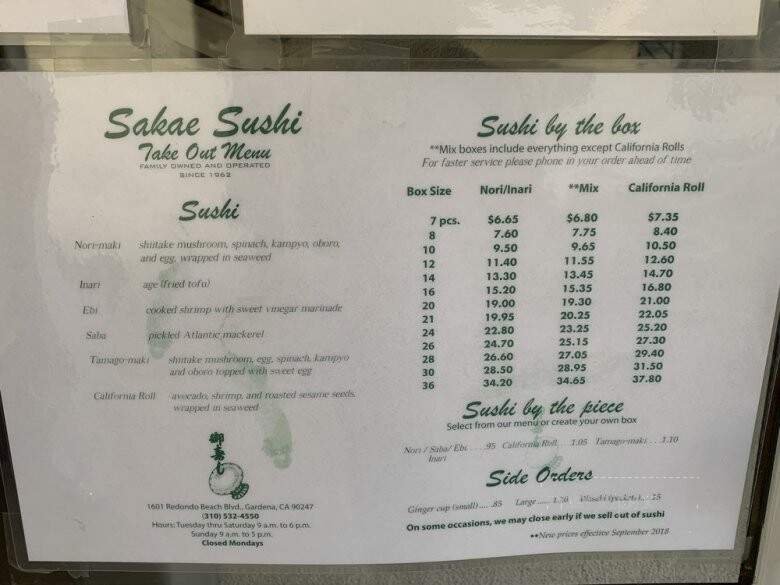 Sakae Sushi
Take Out Menu
FAMILY OWNED AND OPERATED
SINCE 1962
Sushi
Nori-maki shiitake mushroom, spinach, kampyo, oboro,
and egg, wrapped in seaweed
Inari age (fried tofu)
Ebi cooked shrimp with sweet vinegar marinade
Saba pickled Atlantic mackerel
Tamago-maki shiitake mushroom, egg, spinach, kampyo
and oboro topped with sweet egg
California Roll avocado, shrimp, and roasted sesame seeds,
wrapped in seaweed
1601 Redondo Beach Blvd., Gardena, CA 90247
(310) 532-4550
Hours: Tuesday thru Saturday 9 a.m. to 6 p.m.
Sunday 9 a.m. to 5 p.m.
Closed Mondays
Sushi by the box
**Mix boxes include everything except California Rolls
For faster service please phone in your order ahead of time
Box Size Nori/Inari **Mix California Roll
7 pcs. $6.65 $6.80 $7.35
8 7.60 7.75 8.40
10 9.50 9.65 10.50
12 11.40 11.55 12.60
14 13.30 13.45 14.70
16 15.20 15.35 16.80
20 19.00 19.30 21.00
21 19.95 20.25 22.05
24 22.80 23.25 25.20
26 24.70 25.15 27.30
28 26.60 27.05 29.40
30 28.50 28.95 31.50
36 34.20 34.65 37.80
Sushi by the piece
Select from our menu or create your own box
Nori / Saba/ Ebi .... .95 California Roll .... 1.05 Tamago-maki .... 1.10
Inari
Side Orders
Ginger cup (small) .... .85 Large ....
On some occasions, we may close early if we sell out of sushi
**New prices effective September 2018